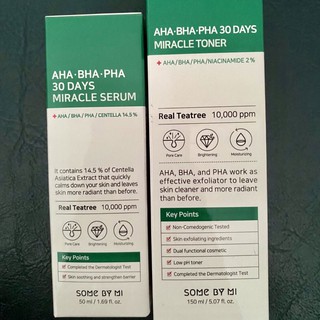 AHA·BHA·PHA
30 DAYS
MIRACLE SERUM
+ AHA / BHA / PHA / CENTELLA 14.5 %
It contains 14.5 % of Centella
Asiatica Extract that quickly
calms down your skin and leaves
skin more radiant than before.
Real Teatree 10,000 ppm
Pore Care Brightening Moisturizing
Key Points
Completed the Dermatologist Test
Skin soothing and strengthen barrier
SOME BY MI
50 ml / 1.69 fl. oz.
AHA·BHA·PHA 30 DAYS
MIRACLE TONER
+ AHA/BHA/PHA/NIACINAMIDE 2 %
Real Teatree 10,000 ppm
Pore Care Brightening Moisturizing
AHA, BHA, and PHA work as
effective exfoliator to leave
skin cleaner and more radiant
than before.
Key Points
Non-Comedogenic Tested
Skin exfoliating ingredients
Dual functional cosmetic
Low pH toner
Completed the Dermatologist Test
SOME BY MI
150 ml / 5.07 fl. oz.